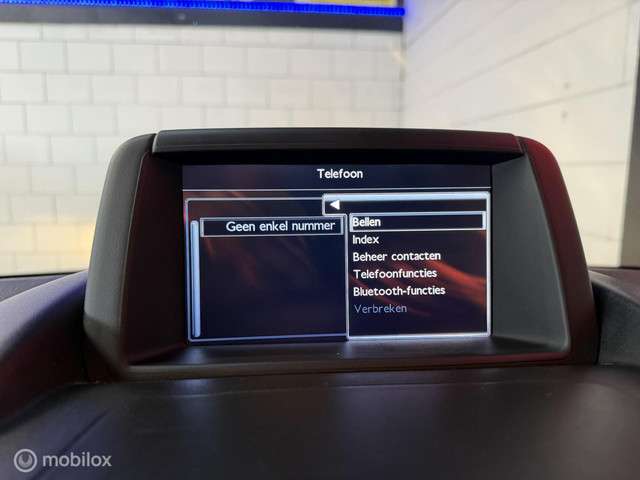 Telefoon
◀
Geen enkel nummer
Bellen
Index
Beheer contacten
Telefoonfuncties
Bluetooth-functies
Verbreken
mobilox